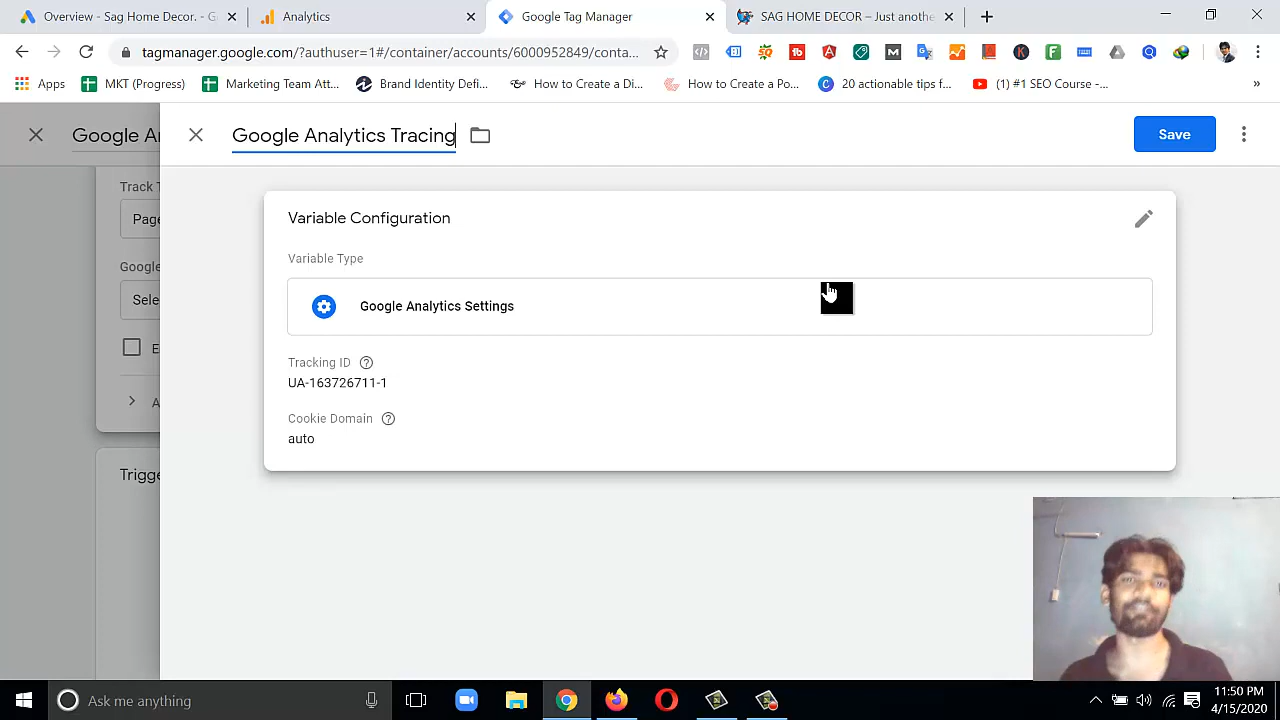 Overview - Sag Home Decor. - G
Analytics
Google Tag Manager
SAG HOME DECOR – Just anothe
tagmanager.google.com/?authuser=1#/container/accounts/6000952849/conta...
Apps
MKT (Progress)
Marketing Team Att...
Brand Identity Defi...
How to Create a Di...
How to Create a Po...
20 actionable tips f...
(1) #1 SEO Course -...
»
Google Ar
Google Analytics Tracing
Save
Track T
Page
Google
Sele
E
A
Trigge
Variable Configuration
Variable Type
Google Analytics Settings
Tracking ID
UA-163726711-1
Cookie Domain
auto
Ask me anything
11:50 PM
4/15/2020